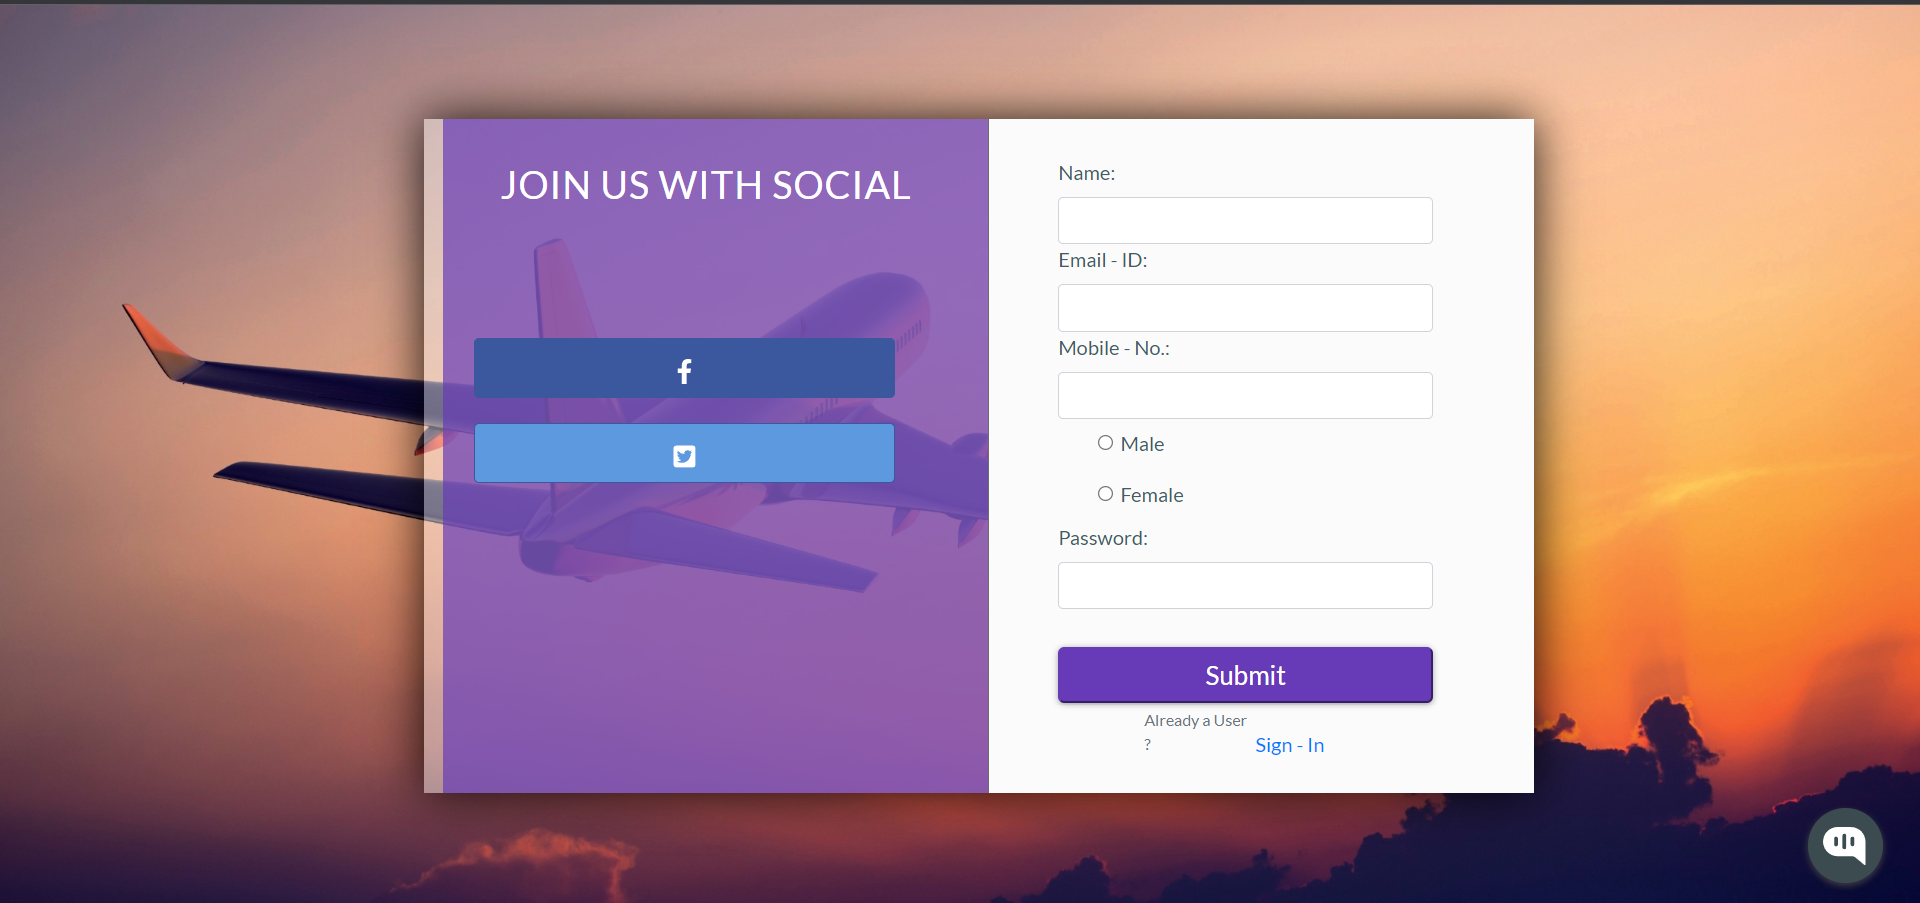 JOIN US WITH SOCIAL
Name:
Email - ID:
Mobile - No.:
Male
Female
Password:
Submit
Already a User
?
Sign - In